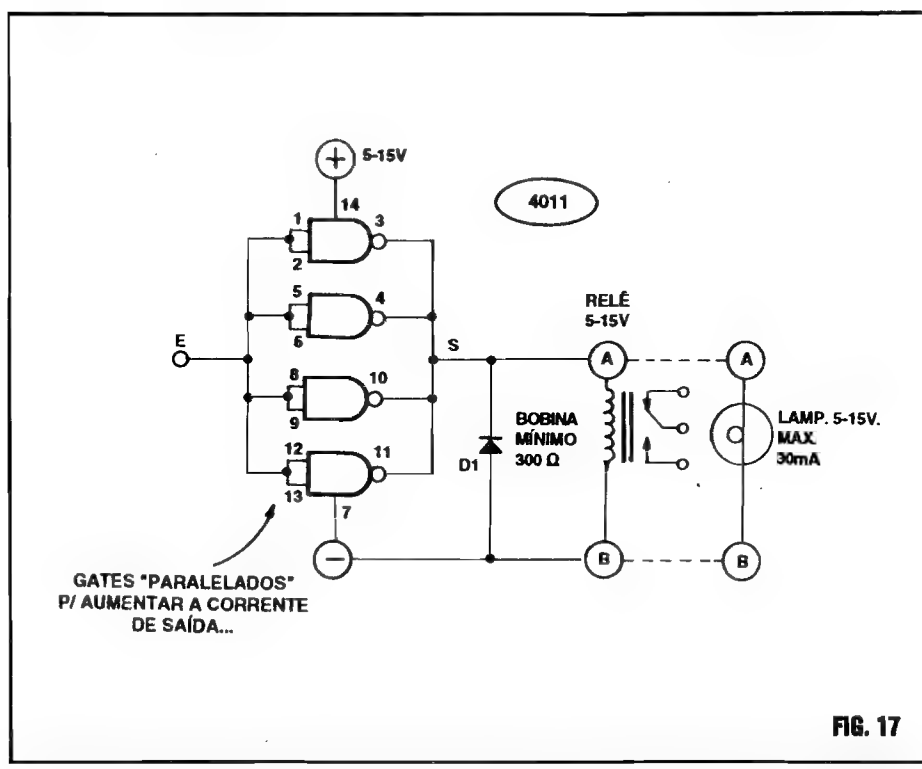 +
5-15V
14
4011
1
3
2
5
4
6
RELÊ
5-15V
E
S
A
A
8
10
9
BOBINA
MÍNIMO
300 Ω
LAMP. 5-15V.
MAX.
30mA
12
11
D1
13
7
-
B
B
GATES "PARALELADOS"
P/ AUMENTAR A CORRENTE
DE SAÍDA...
FIG. 17